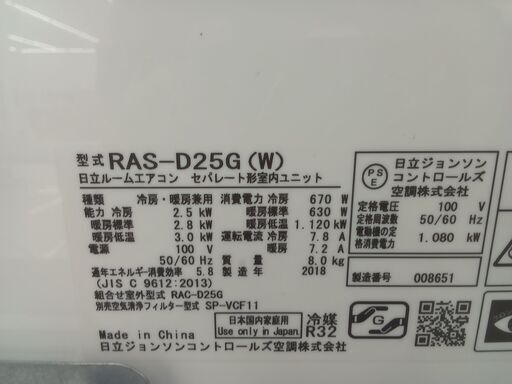 型式 RAS-D25G(W)
日立ルームエアコン セパレート形室内ユニット
種類 冷房・暖房兼用 消費電力 冷房 670 W
能力 冷房 2.5 kW 暖房標準 630 W
暖房標準 2.8 kW 暖房低温 1.120 kW
暖房低温 3.0 kW 運転電流 冷房 7.8 A
電源 100 V 暖房 7.2 A
50/60 Hz 質量 8.0 kg
通年エネルギー消費効率 5.8 製造年 2018
(JIS C 9612:2013)
組合せ室外型式 RAC-D25G
別売空気清浄フィルター型式 SP-VCF11
Made in China
日本国内家庭用
Use only in Japan.
冷媒
R32
日立ジョンソンコントロールズ空調株式会社
PS
E
日立ジョンソン
コントロールズ
空調株式会社
定格電圧 100 V
定格周波数 50/60 Hz
電動機の定
格消費電力 1.080 kW
製造番号 008651
G